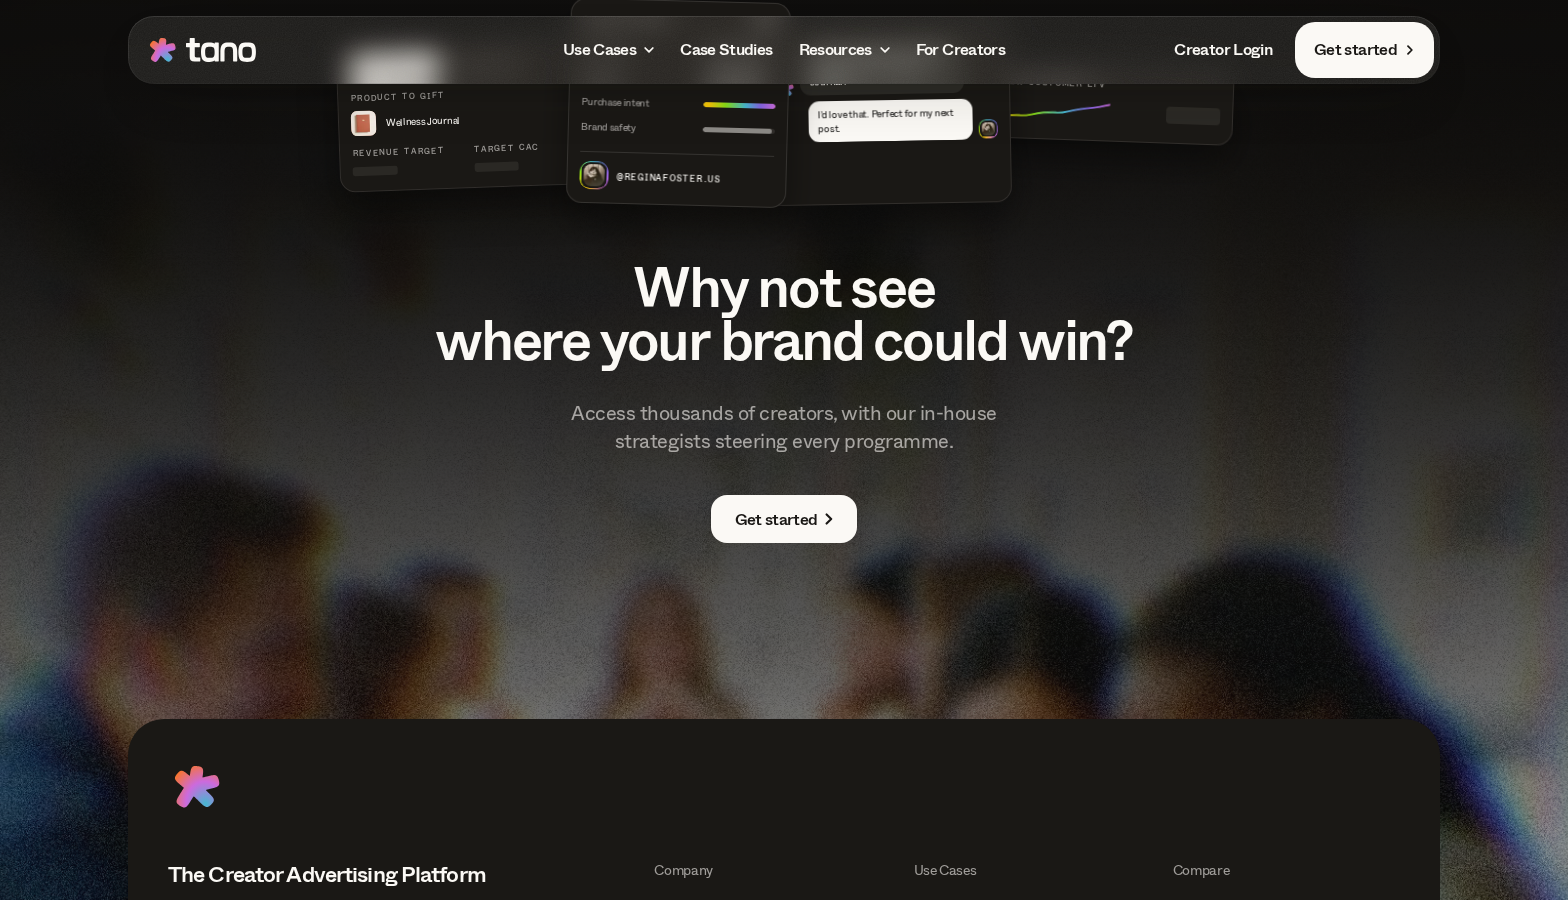 tano
Use Cases
Case Studies
Resources
For Creators
Creator Login
Get started
PRODUCT TO GIFT
Wellness Journal
REVENUE TARGET
TARGET CAC
Purchase intent
Brand safety
@REGINAFOSTER.US
I'd love that. Perfect for my next
post.
Why not see
where your brand could win?
Access thousands of creators, with our in-house
strategists steering every programme.
Get started
The Creator Advertising Platform
Company
Use Cases
Compare